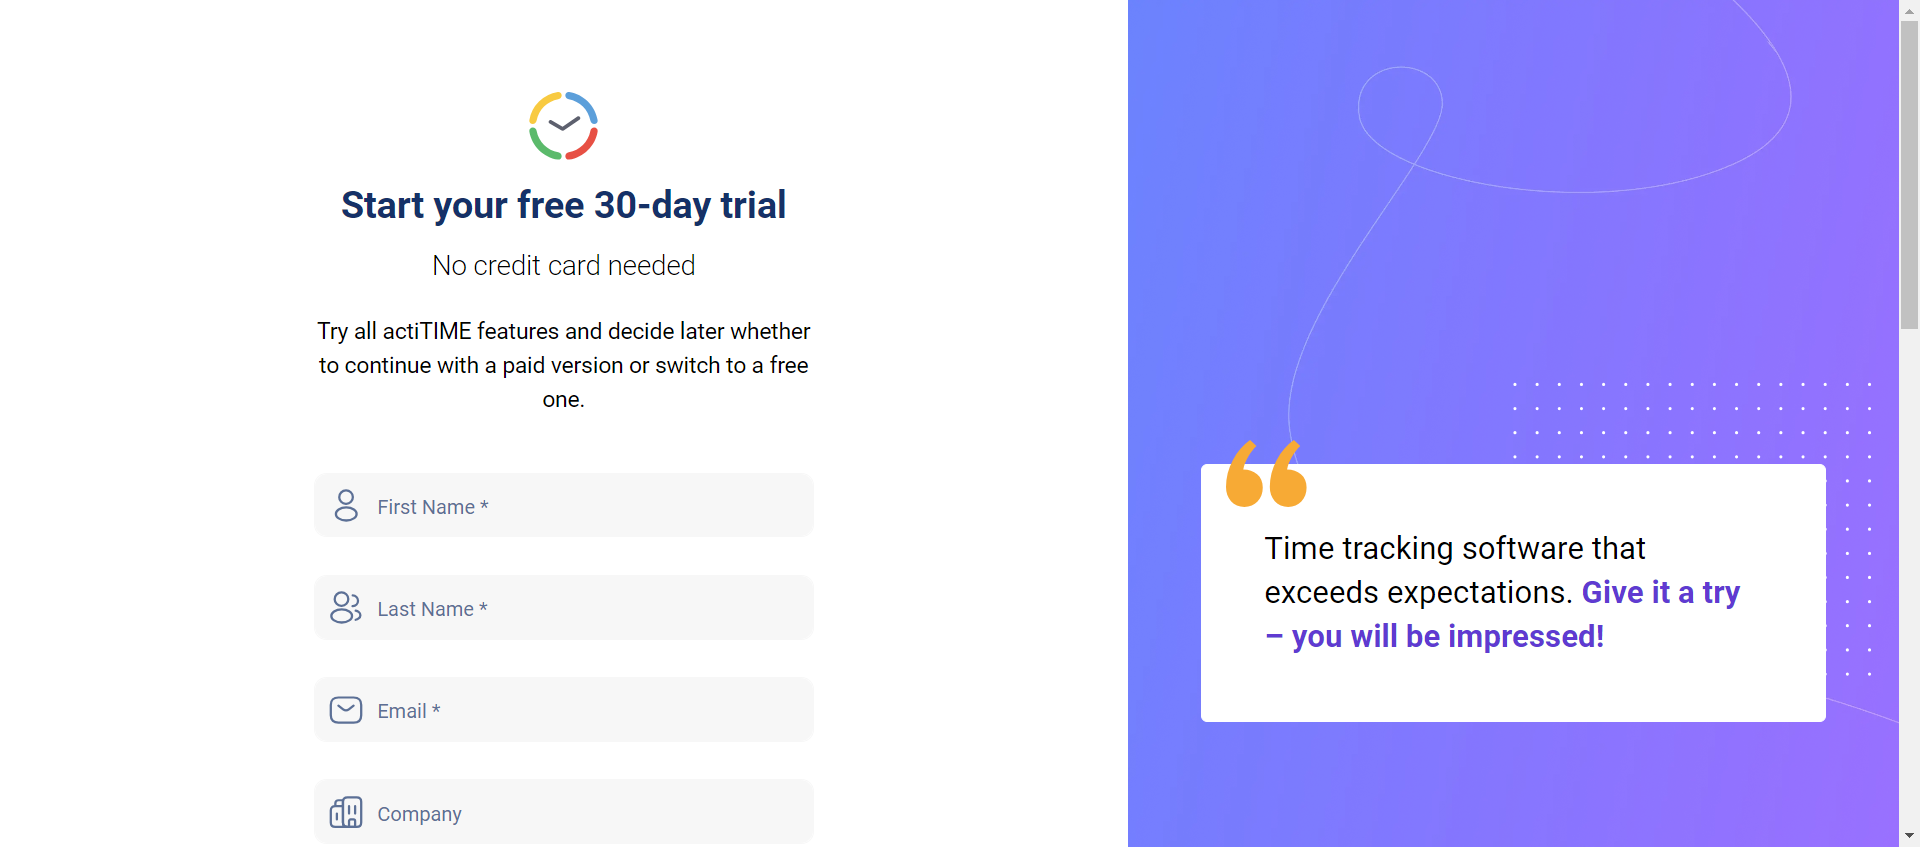 Start your free 30-day trial
No credit card needed
Try all actiTIME features and decide later whether
to continue with a paid version or switch to a free
one.
First Name *
Last Name *
Email *
Company
“
Time tracking software that
exceeds expectations. Give it a try
– you will be impressed!